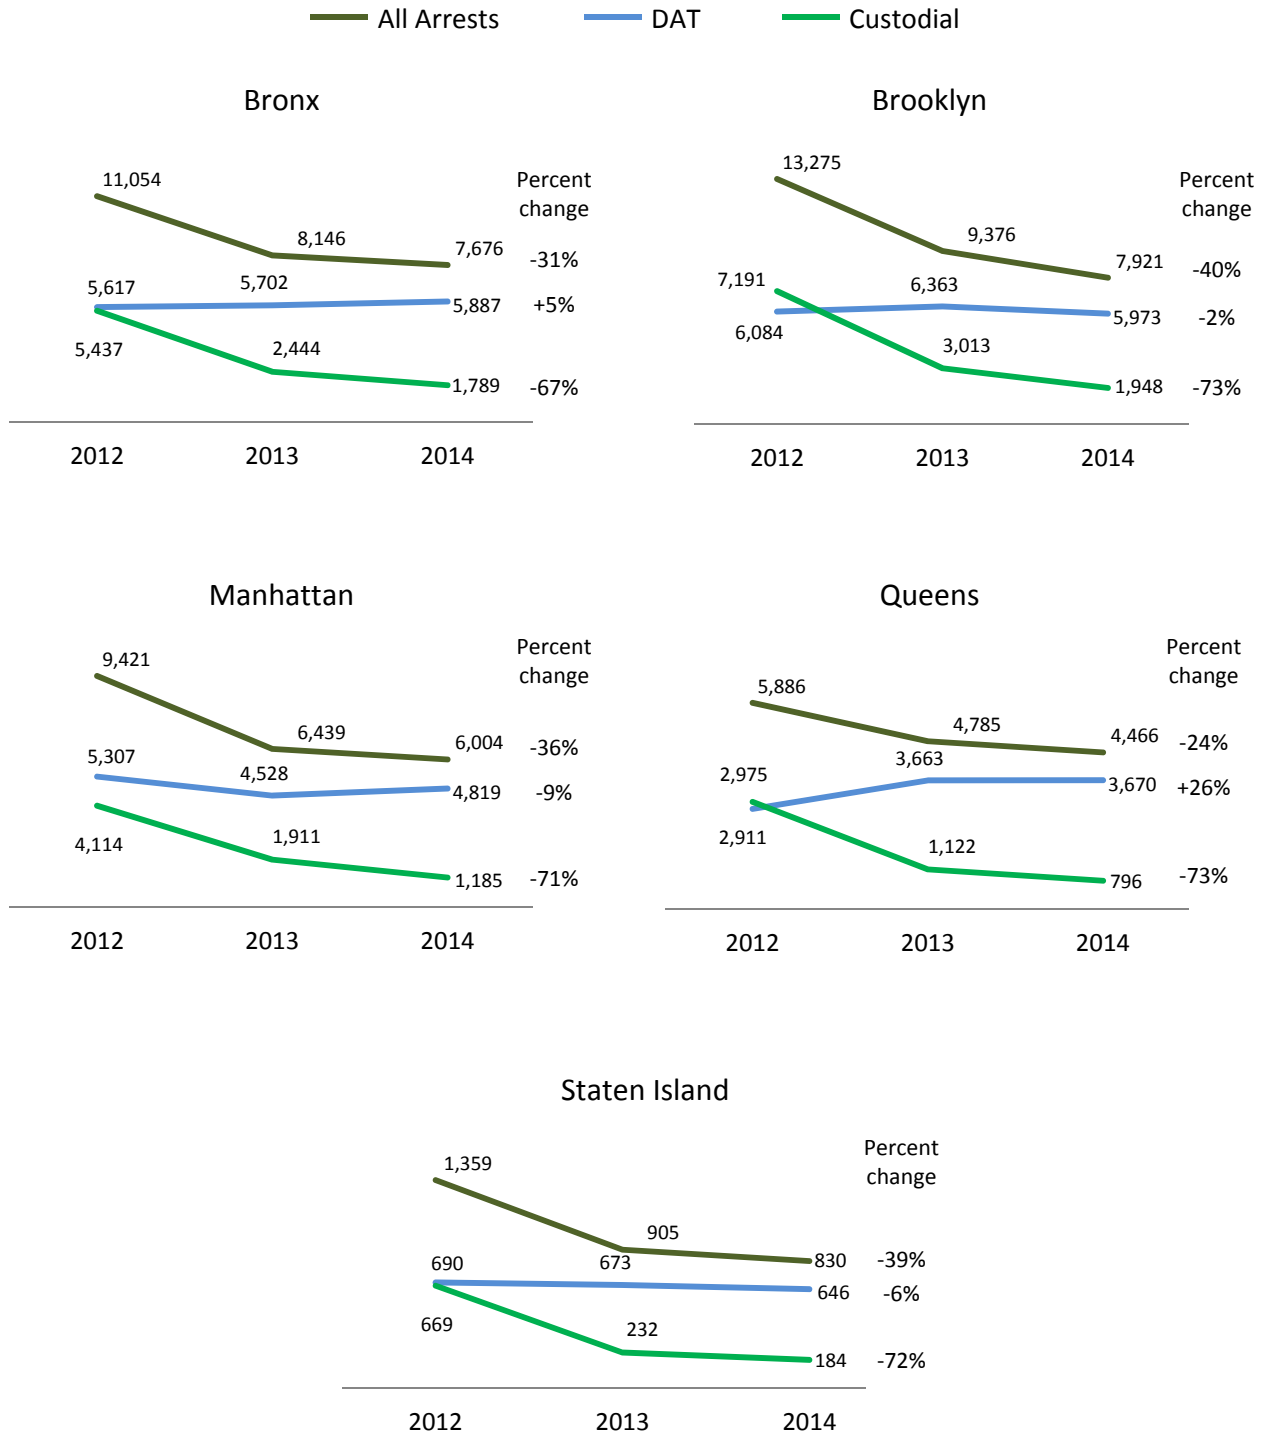 All Arrests DAT Custodial
Bronx
Percent
change
11,054
8,146
7,676
-31%
5,617
5,702
5,887
+5%
5,437
2,444
1,789
-67%
2012 2013 2014
Brooklyn
Percent
change
13,275
9,376
7,921
-40%
7,191
6,363
5,973
-2%
6,084
3,013
1,948
-73%
2012 2013 2014
Manhattan
Percent
change
9,421
6,439
6,004
-36%
5,307
4,528
4,819
-9%
4,114
1,911
1,185
-71%
2012 2013 2014
Queens
Percent
change
5,886
4,785
4,466
-24%
2,975
3,663
3,670
+26%
2,911
1,122
796
-73%
2012 2013 2014
Staten Island
Percent
change
1,359
905
830
-39%
690
673
646
-6%
669
232
184
-72%
2012 2013 2014